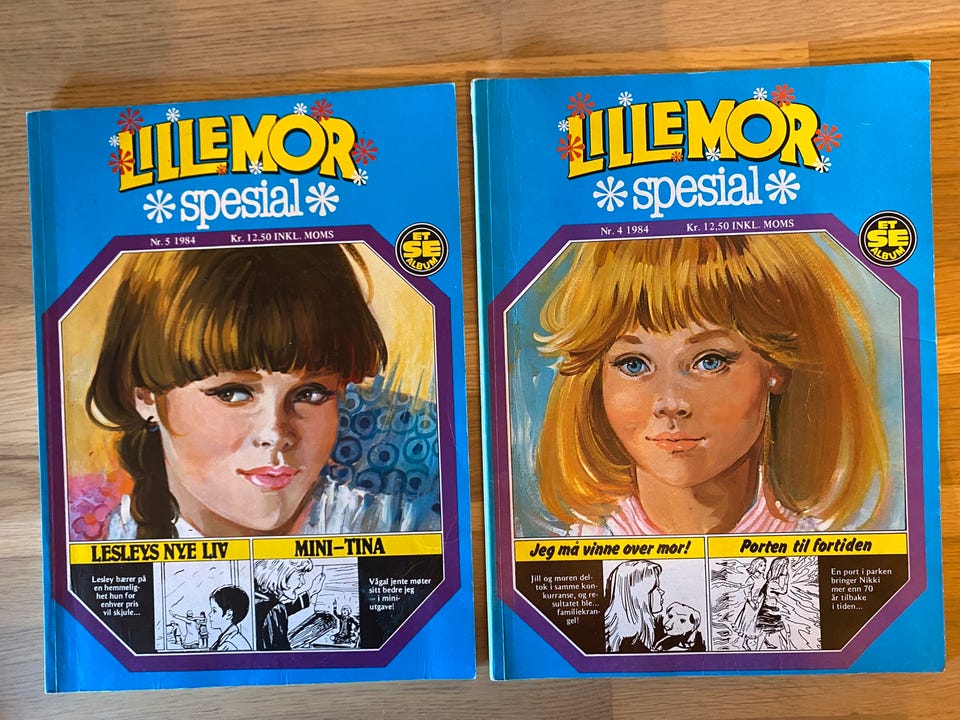 LILLEMOR
spesial
Nr. 5 1984 Kr. 12.50 INKL. MOMS
ET
SE
ALBUM
LESLEYS NYE LIV
MINI-TINA
Lesley bærer på
en hemmelig-
het hun for
enhver pris
vil skjule...
Vågal jente møter
sitt bedre jeg
– i mini-
utgave!
LILLEMOR
spesial
Nr. 4 1984 Kr. 12,50 INKL. MOMS
ET
SE
ALBUM
Jeg må vinne over mor!
Porten til fortiden
Jill og moren del-
tok i samme kon-
kurranse, og re-
sultatet ble...
familiekran-
gel!
En port i parken
bringer Nikki
mer enn 70
år tilbake
i tiden...